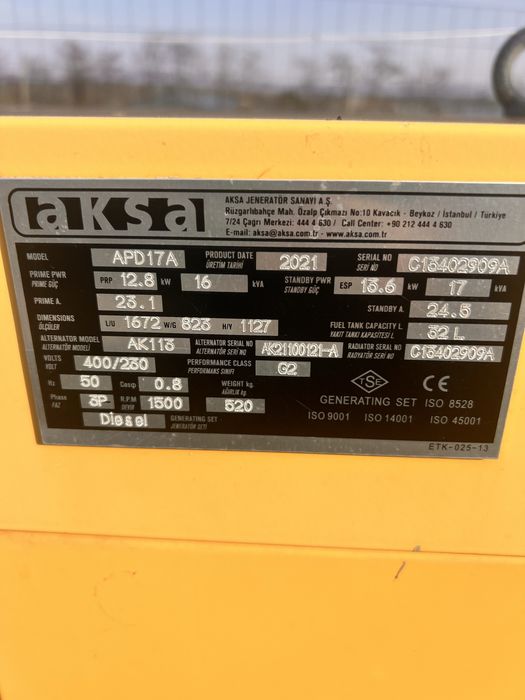 aksa
AKSA JENERATÖR SANAYİ A.Ş.
Rüzgarlıbahçe Mah. Özalp Çıkmazı No:10 Kavacık - Beykoz / İstanbul / Türkiye
7/24 Çağrı Merkezi: 444 4 630 / Call Center: +90 212 444 4 630
E-mail: aksa@aksa.com.tr / www.aksa.com.tr
MODEL APD17A PRODUCT DATE ÜRETİM TARİHİ 2021 SERIAL NO SERİ NO C13402909A
PRIME PWR PRIME GÜÇ PRP 12.8 kW 16 kVA STANDBY PWR STANDBY GÜÇ ESP 13.6 kW 17 kVA
PRIME A. 23.1 STANDBY A. 24.5
DIMENSIONS ÖLÇÜLER L/U 1672 W/G 823 H/Y 1127 FUEL TANK CAPACITY L. YAKIT TANKI KAPASİTESİ L. 32 L
ALTERNATOR MODEL ALTERNATÖR MODELİ AK113 ALTERNATOR SERIAL NO ALTERNATÖR SERİ NO AK21100121-A RADIATOR SERIAL NO RADYATÖR SERİ NO C13402909A
VOLTS VOLT 400/230 PERFORMANCE CLASS PERFORMANS SINIFI G2
Hz 50 Cosφ 0.8 WEIGHT kg. AĞIRLIK kg. 520
Phase FAZ 3P R.P.M DEVİR 1500
Diesel GENERATING SET JENERATÖR SETİ
TSE CE
GENERATING SET ISO 8528
ISO 9001 ISO 14001 ISO 45001
ETK-025-13